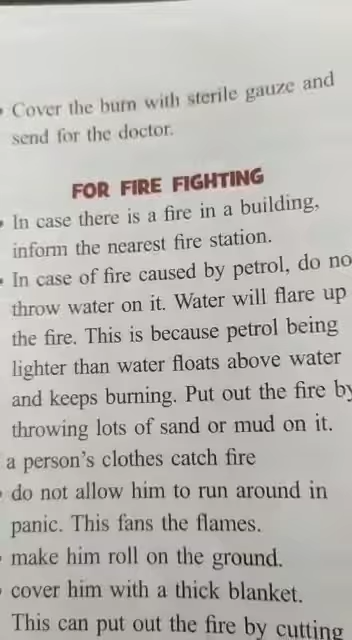 • Cover the burn with sterile gauze and
send for the doctor.
FOR FIRE FIGHTING
• In case there is a fire in a building,
inform the nearest fire station.
• In case of fire caused by petrol, do no
throw water on it. Water will flare up
the fire. This is because petrol being
lighter than water floats above water
and keeps burning. Put out the fire by
throwing lots of sand or mud on it.
a person's clothes catch fire
• do not allow him to run around in
panic. This fans the flames.
• make him roll on the ground.
• cover him with a thick blanket.
This can put out the fire by cutting